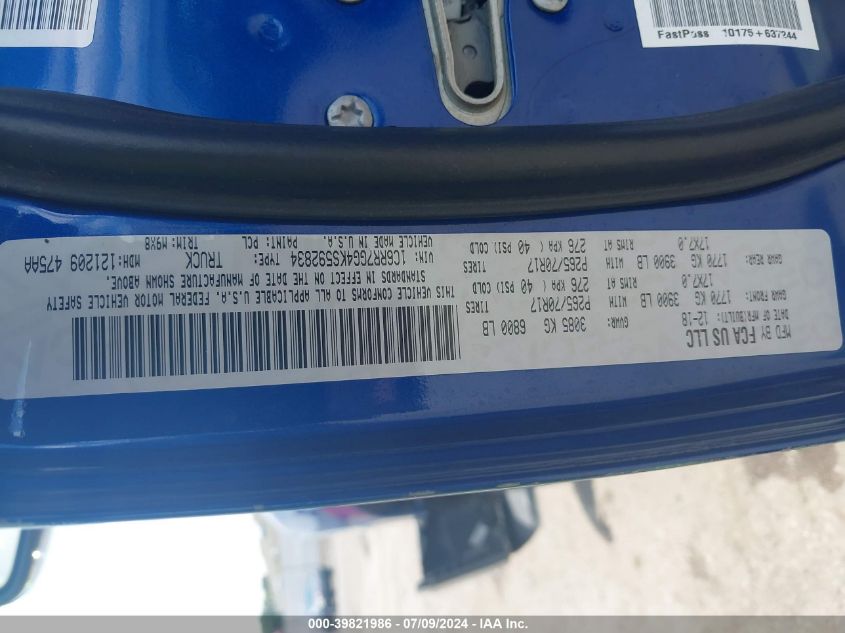 FastPass 10175+637244
MFD BY FCA US LLC
DATE OF MFR/BUILT: 12-18 GVWR: 3085 KG 6800 LB
GAWR FRONT: 1770 KG 3900 LB WITH P265/70R17 TIRES
17X7.0 RIMS AT 276 KPA ( 40 PSI) COLD
GAWR REAR: 1770 KG 3900 LB WITH P265/70R17 TIRES
17X7.0 RIMS AT 276 KPA ( 40 PSI) COLD
THIS VEHICLE CONFORMS TO ALL APPLICABLE U.S.A. FEDERAL MOTOR VEHICLE SAFETY
STANDARDS IN EFFECT ON THE DATE OF MANUFACTURE SHOWN ABOVE.
VIN: 1C6RR7GG4KS592834 TYPE: TRUCK MDH:121209 475AA
VEHICLE MADE IN U.S.A. PAINT: PCL TRIM: M9X8
000-39821986 / 07/09/2024 - IAA Inc.